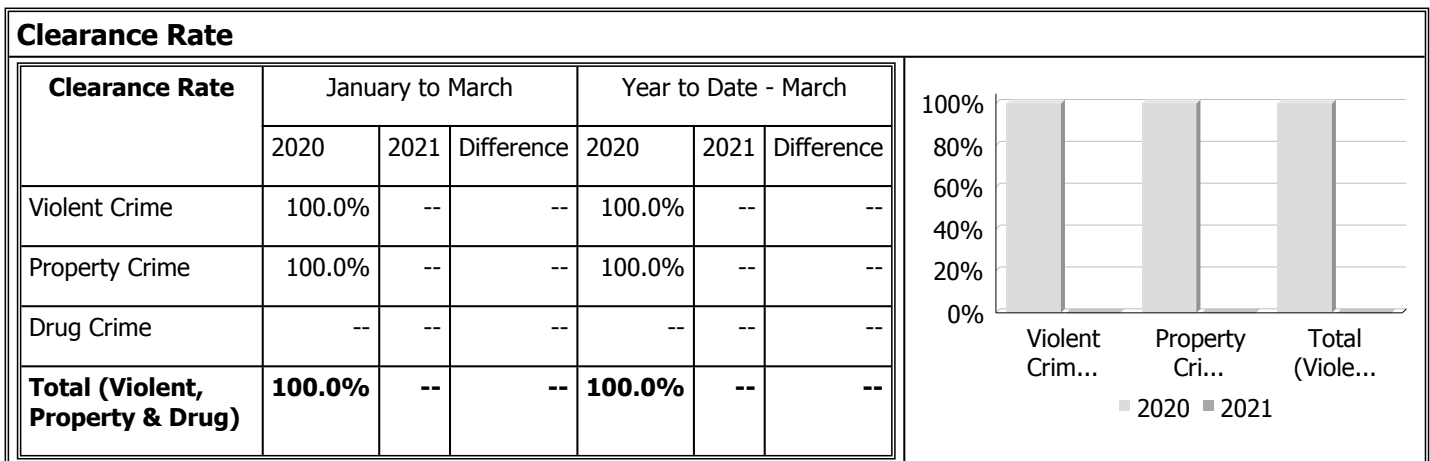 Clearance Rate
Clearance Rate January to March Year to Date - March
2020 2021 Difference 2020 2021 Difference
Violent Crime 100.0% -- -- 100.0% -- --
Property Crime 100.0% -- -- 100.0% -- --
Drug Crime -- -- -- -- -- --
Total (Violent, 100.0% -- -- 100.0% -- --
Property & Drug)
100%
80%
60%
40%
20%
0%
Violent Property Total
Crim... Cri... (Viole...
2020 2021